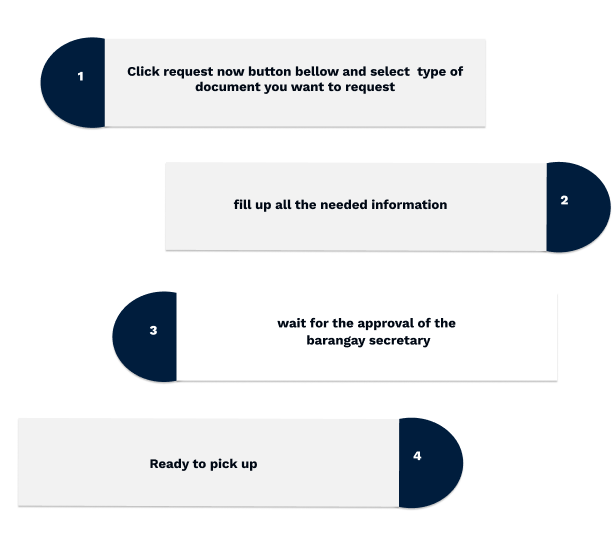 1
Click request now button bellow and select  type of
document you want to request
fill up all the needed information
2
3
wait for the approval of the
barangay secretary
Ready to pick up
4